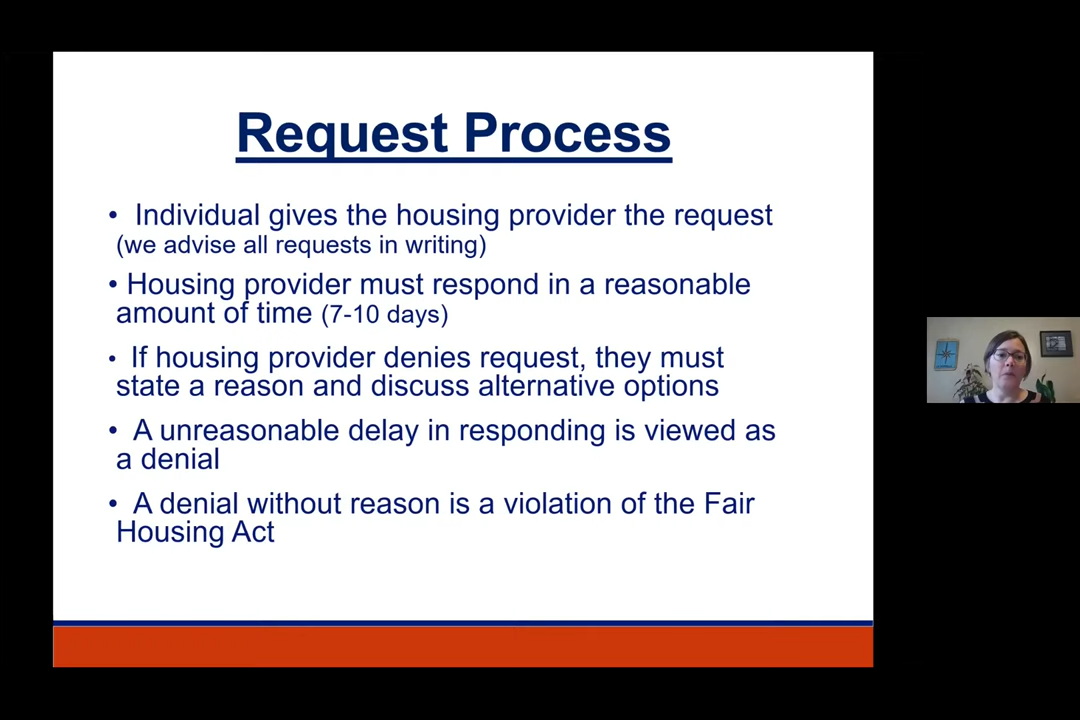 Request Process
• Individual gives the housing provider the request
(we advise all requests in writing)
• Housing provider must respond in a reasonable
amount of time (7-10 days)
• If housing provider denies request, they must
state a reason and discuss alternative options
• A unreasonable delay in responding is viewed as
a denial
• A denial without reason is a violation of the Fair
Housing Act